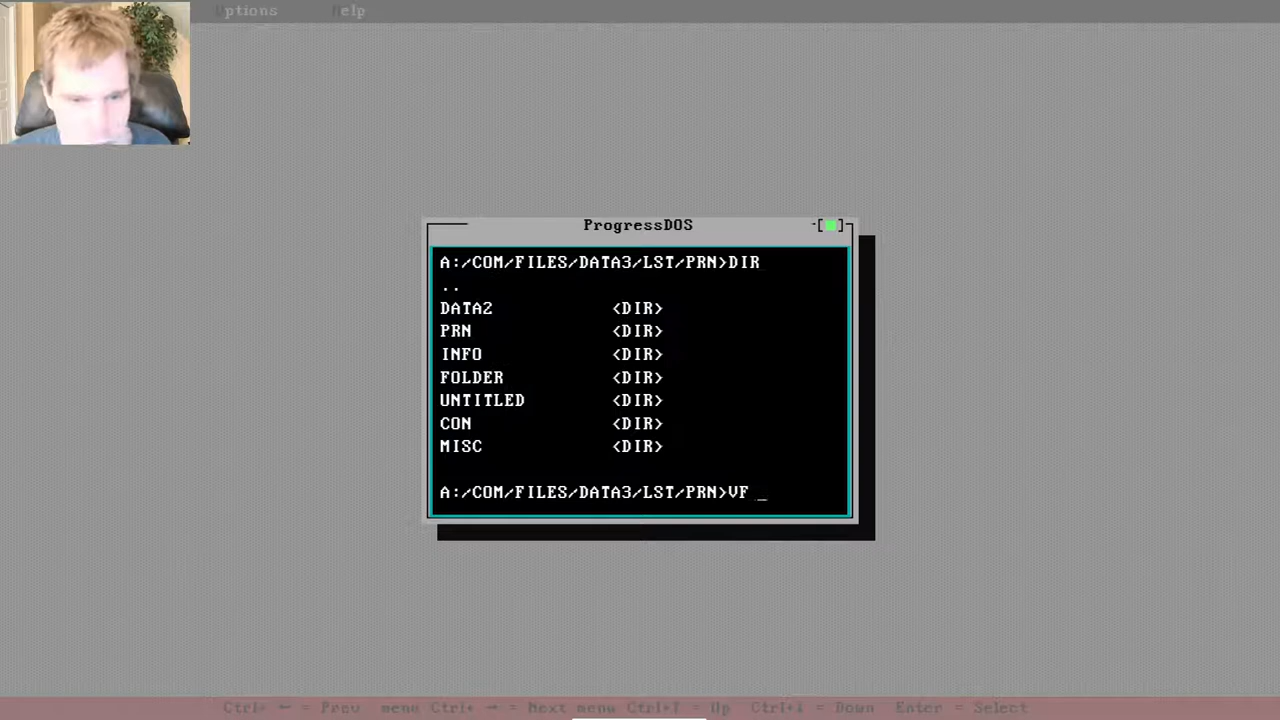 Options Help
ProgressDOS
[■]
A:/COM/FILES/DATA3/LST/PRN>DIR
..
DATA2 <DIR>
PRN <DIR>
INFO <DIR>
FOLDER <DIR>
UNTITLED <DIR>
CON <DIR>
MISC <DIR>
A:/COM/FILES/DATA3/LST/PRN>VF _
Ctrl+ ← = Prev menu Ctrl+ → = Next menu Ctrl+↑ = Up Ctrl+↓ = Down Enter = Select